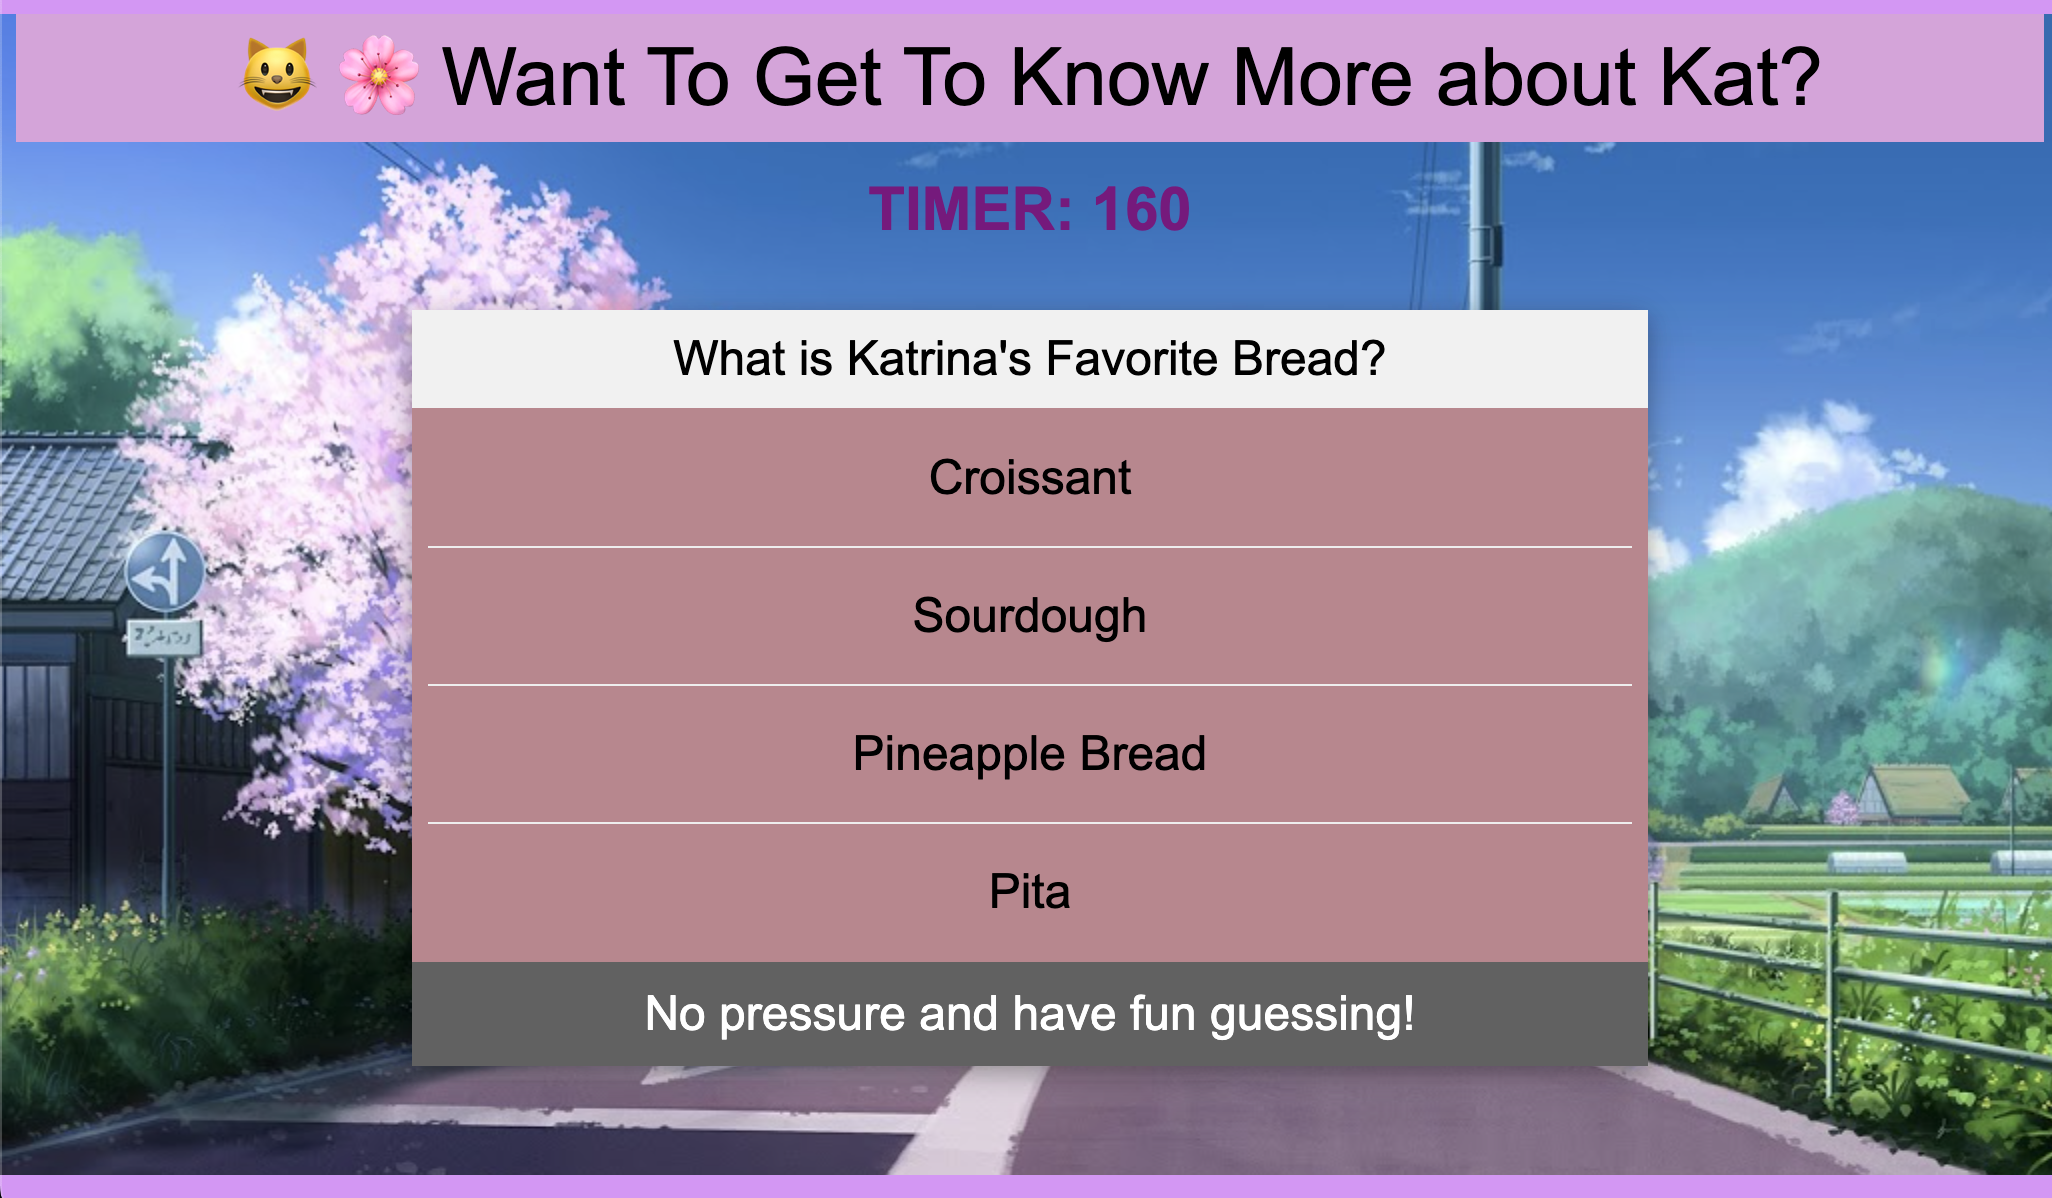 😺 🌸 Want To Get To Know More about Kat?
TIMER: 160
What is Katrina's Favorite Bread?
Croissant
Sourdough
Pineapple Bread
Pita
No pressure and have fun guessing!